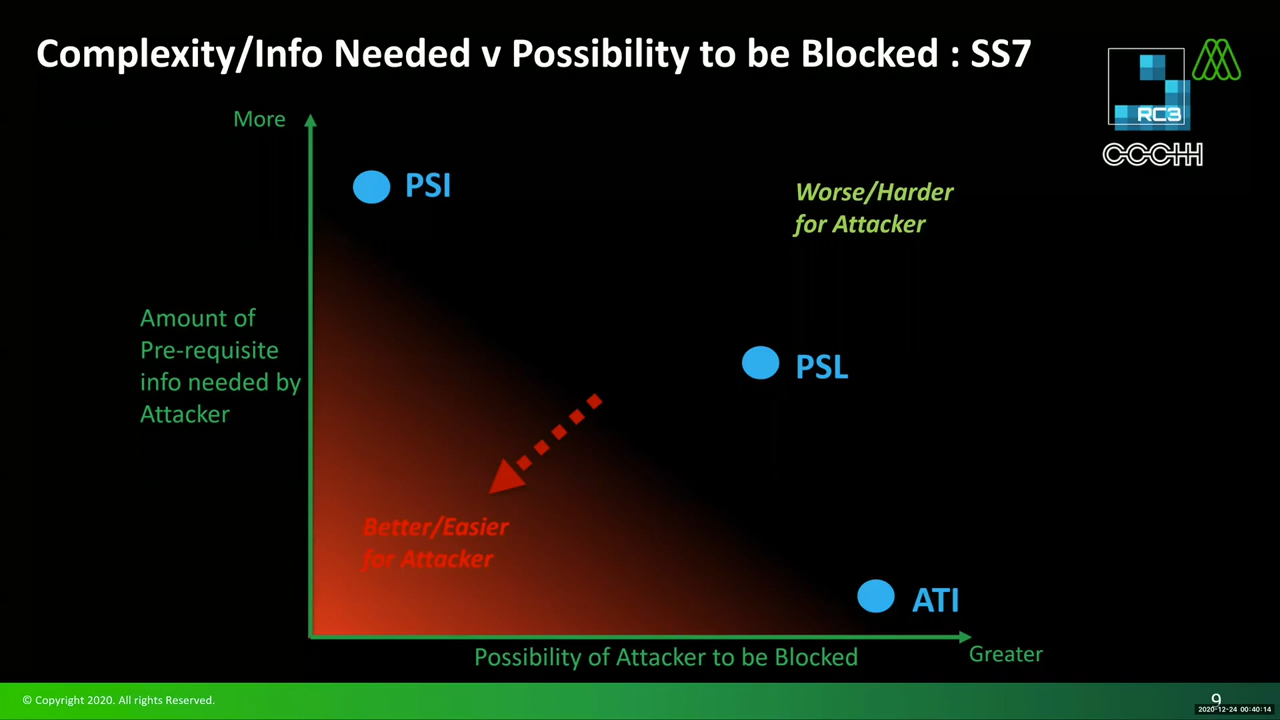 Complexity/Info Needed v Possibility to be Blocked : SS7
RC3
CCCHH
More
PSI
Worse/Harder
for Attacker
Amount of
Pre-requisite
info needed by
Attacker
PSL
Better/Easier
for Attacker
ATI
Possibility of Attacker to be Blocked
Greater
© Copyright 2020. All rights Reserved.
9
2020-12-24 00:40:14